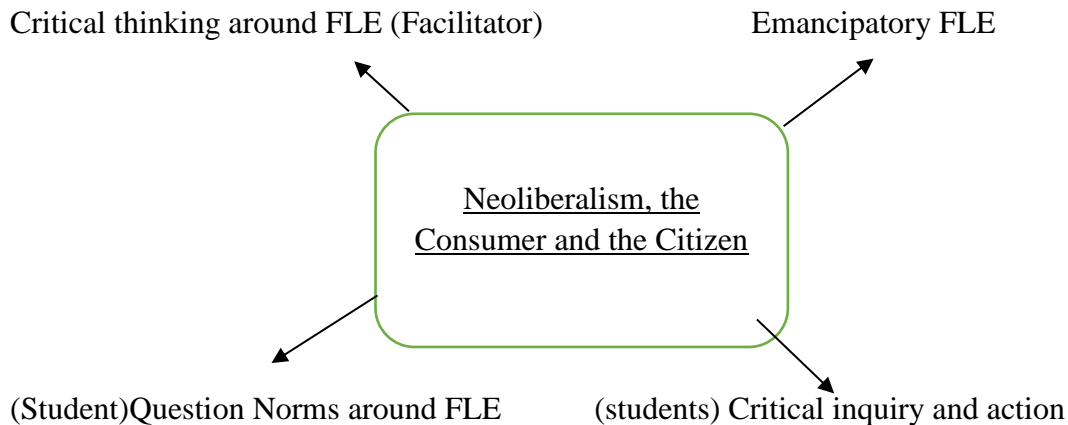 Critical thinking around FLE (Facilitator)
Emancipatory FLE
Neoliberalism, the
Consumer and the Citizen
(Student)Question Norms around FLE
(students) Critical inquiry and action